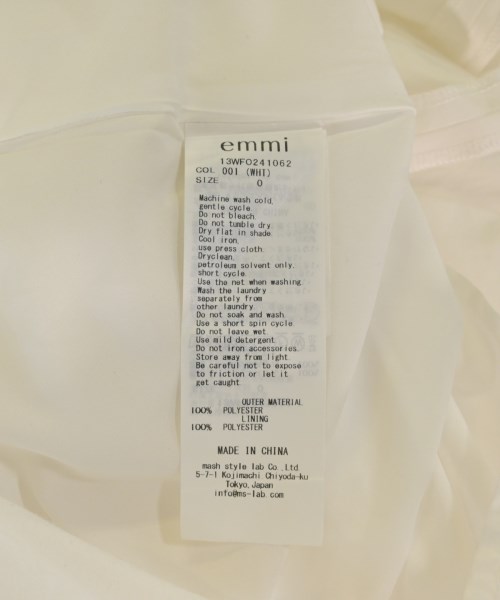 emmi
13WFO241062
COL 001 (WHI)
SIZE 0
Machine wash cold,
gentle cycle.
Do not bleach.
Do not tumble dry.
Dry flat in shade.
Cool iron,
use press cloth.
Dryclean,
petroleum solvent only,
short cycle.
Use the net when washing.
Wash the laundry
separately from
other laundry.
Do not soak and wash.
Use a short spin cycle.
Do not leave wet.
Use mild detergent.
Do not iron accessories.
Store away from light.
Be careful not to expose
to friction or let it
get caught.
OUTER MATERIAL
100% POLYESTER
LINING
100% POLYESTER
MADE IN CHINA
mash style lab Co.,Ltd.
5-7-1 Kojimachi Chiyoda-ku
Tokyo,Japan
info@ms-lab.com